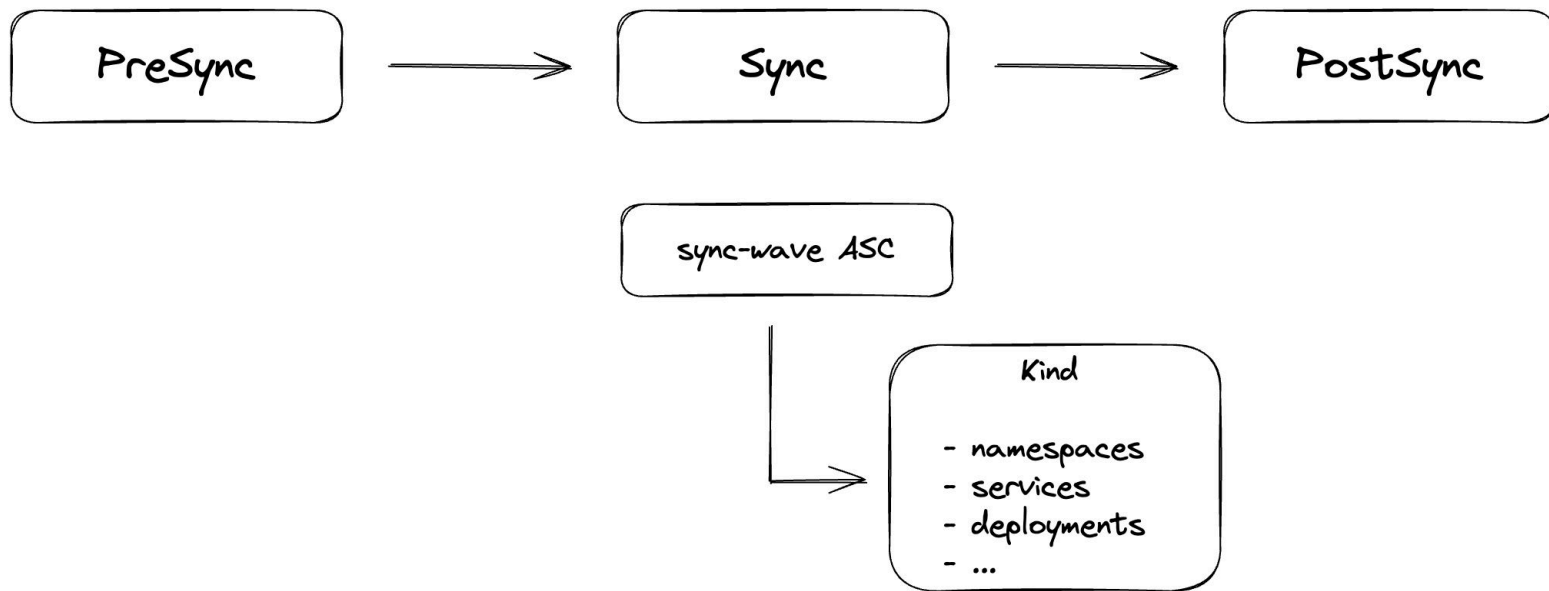 PreSync
Sync
PostSync
sync-wave ASC
Kind
- namespaces
- services
- deployments
- ...